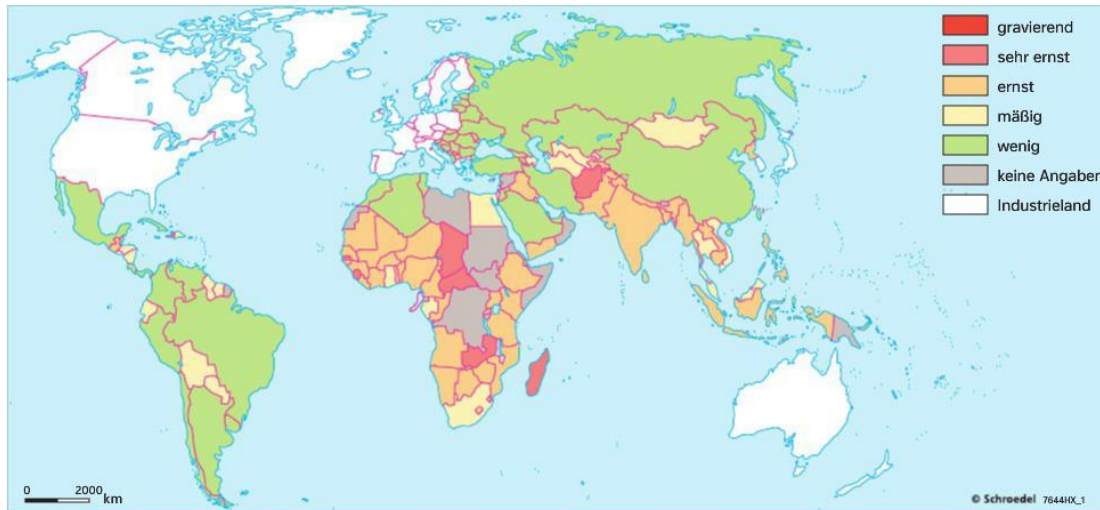 gravierend
sehr ernst
ernst
mäßig
wenig
keine Angaben
Industrieland
0 2000
km
© Schroedel 7644HX_1